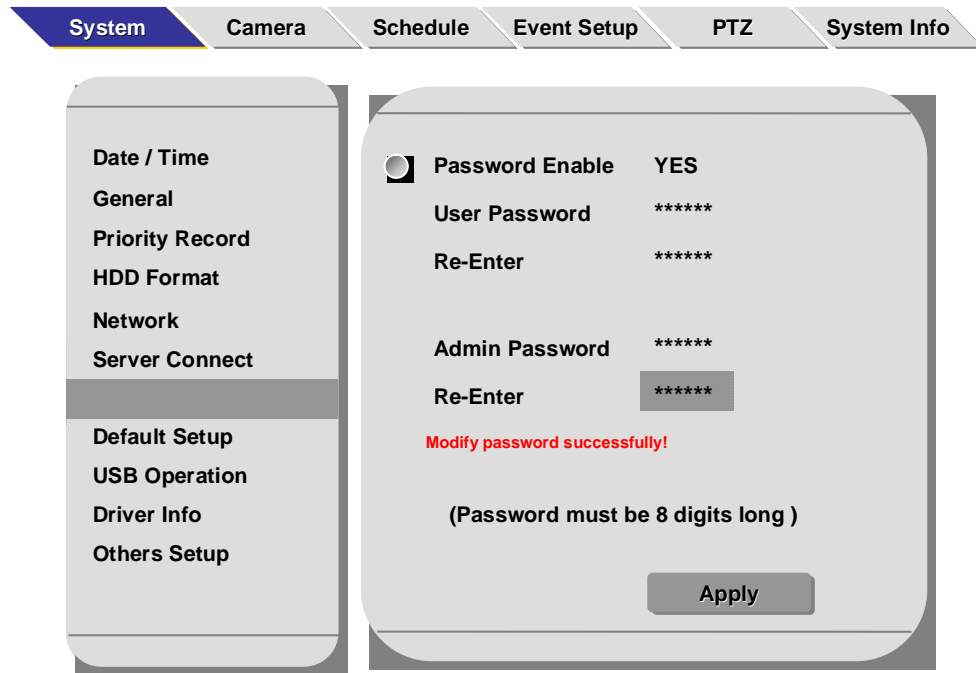 System Camera Schedule Event Setup PTZ System Info
Date / Time
General
Priority Record
HDD Format
Network
Server Connect
Default Setup
USB Operation
Driver Info
Others Setup
Password Enable YES
User Password ******
Re-Enter ******
Admin Password ******
Re-Enter ******
Modify password successfully!
(Password must be 8 digits long )
Apply